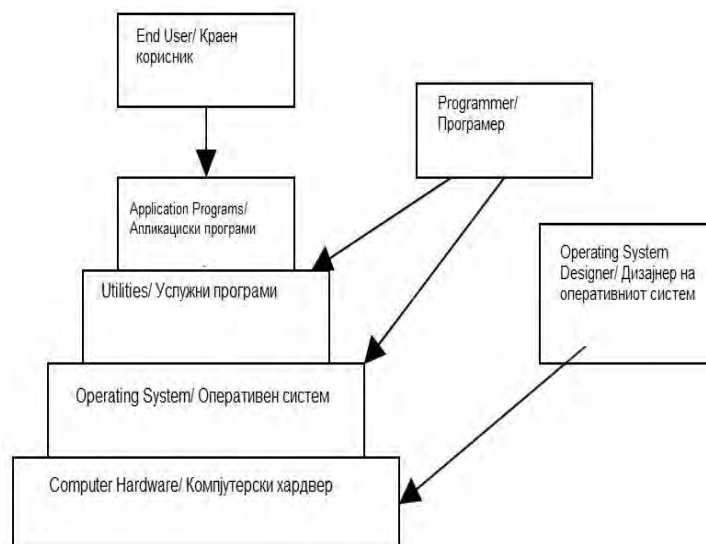 End User/ Краен
корисник
Programmer/
Програмер
Application Programs/
Апликациски програми
Operating System
Designer/ Дизајнер на
оперативниот систем
Utilities/ Услужни програми
Operating System/ Оперативен систем
Computer Hardware/ Компјутерски хардвер